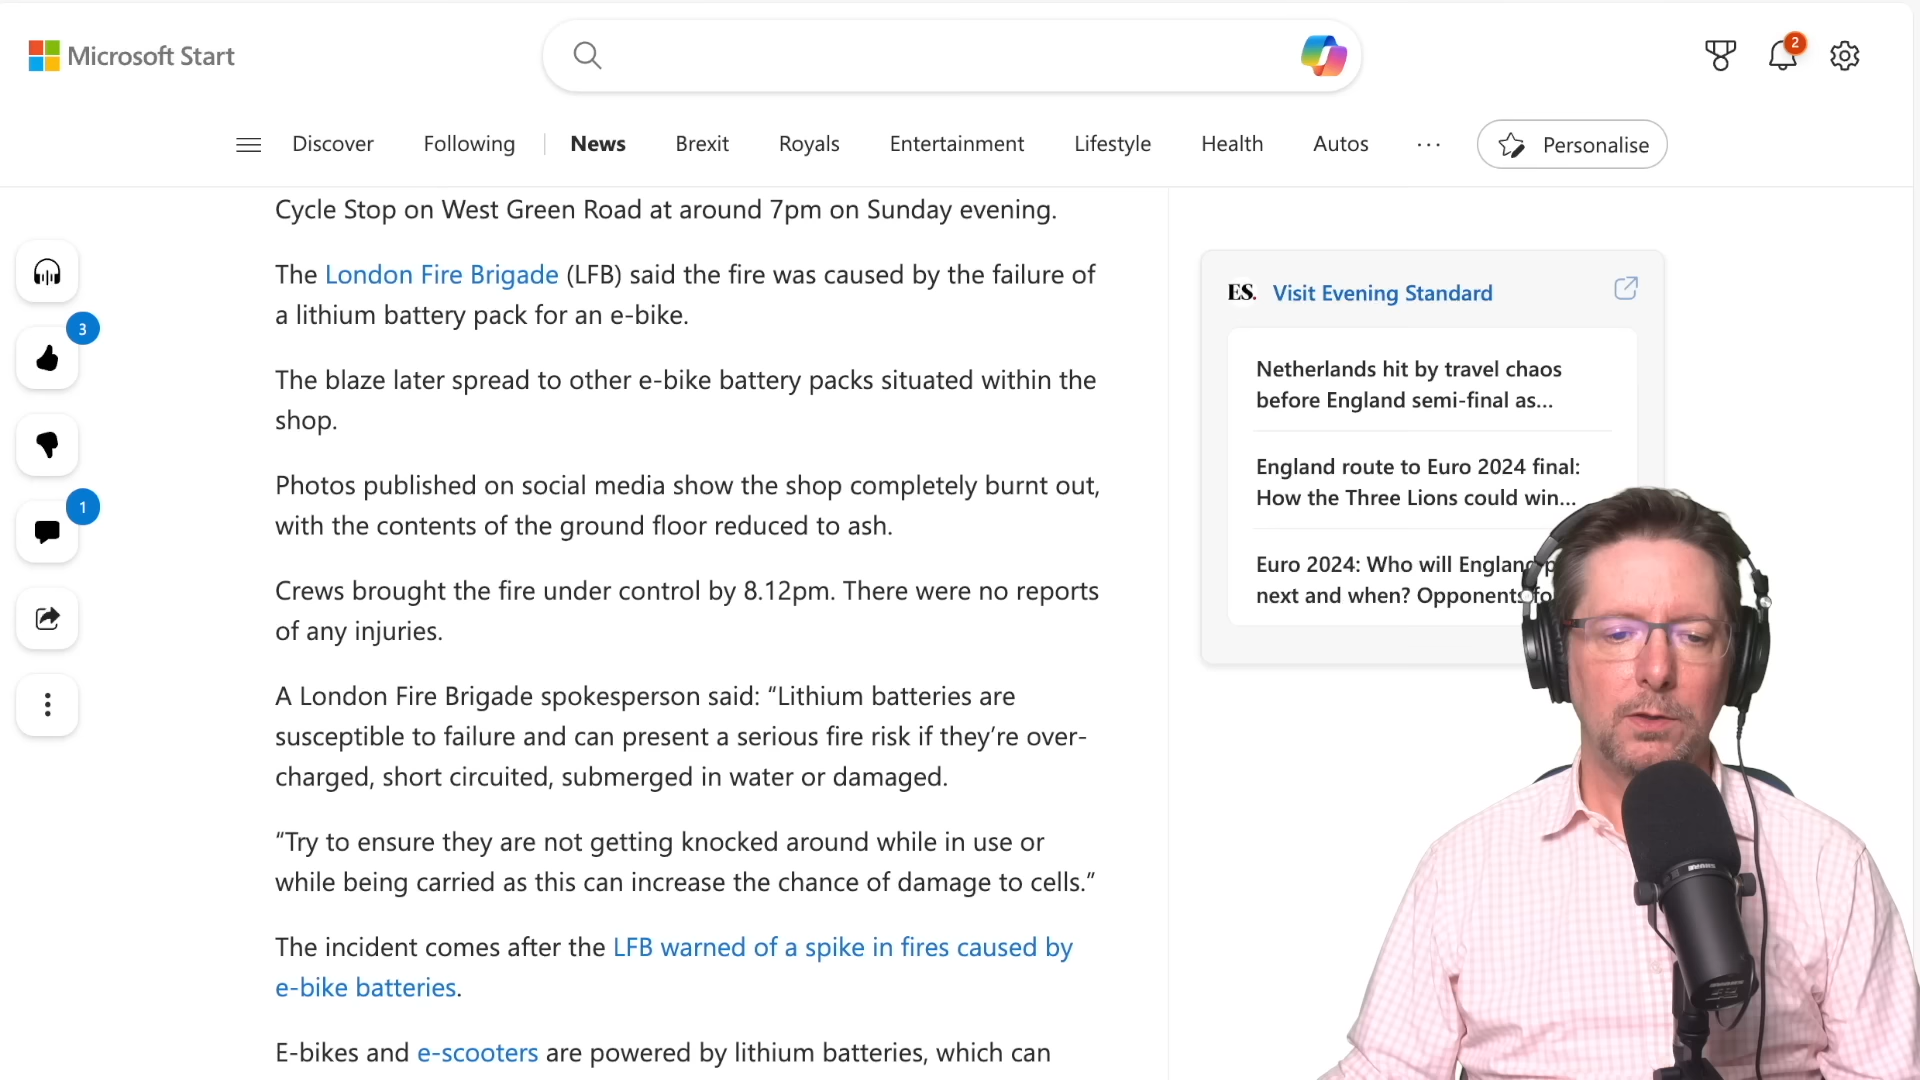 Microsoft Start
2
Discover
Following
News
Brexit
Royals
Entertainment
Lifestyle
Health
Autos
Personalise
Cycle Stop on West Green Road at around 7pm on Sunday evening.
The London Fire Brigade (LFB) said the fire was caused by the failure of
a lithium battery pack for an e-bike.
The blaze later spread to other e-bike battery packs situated within the
shop.
Photos published on social media show the shop completely burnt out,
with the contents of the ground floor reduced to ash.
Crews brought the fire under control by 8.12pm. There were no reports
of any injuries.
A London Fire Brigade spokesperson said: “Lithium batteries are
susceptible to failure and can present a serious fire risk if they’re over-
charged, short circuited, submerged in water or damaged.
“Try to ensure they are not getting knocked around while in use or
while being carried as this can increase the chance of damage to cells.”
The incident comes after the LFB warned of a spike in fires caused by
e-bike batteries.
E-bikes and e-scooters are powered by lithium batteries, which can
3
1
ES. Visit Evening Standard
Netherlands hit by travel chaos
before England semi-final as...
England route to Euro 2024 final:
How the Three Lions could win...
Euro 2024: Who will England
next and when? Opponents